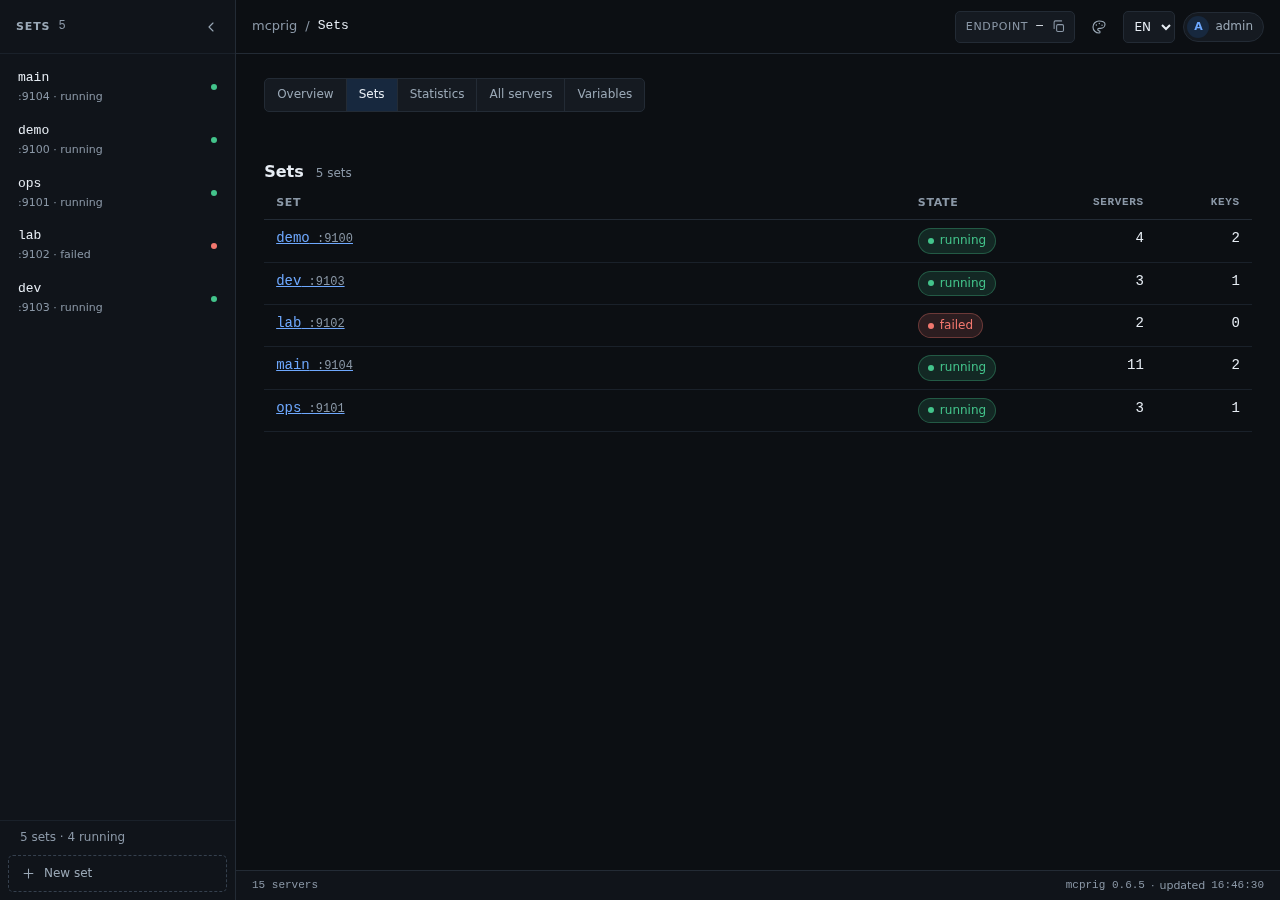 SETS 5
main
:9104 · running
demo
:9100 · running
ops
:9101 · running
lab
:9102 · failed
dev
:9103 · running
5 sets · 4 running
New set
mcprig / Sets
ENDPOINT —
EN
A admin
Overview Sets Statistics All servers Variables
Sets 5 sets
SET STATE SERVERS KEYS
demo :9100 running 4 2
dev :9103 running 3 1
lab :9102 failed 2 0
main :9104 running 11 2
ops :9101 running 3 1
15 servers
mcprig 0.6.5 · updated 16:46:30